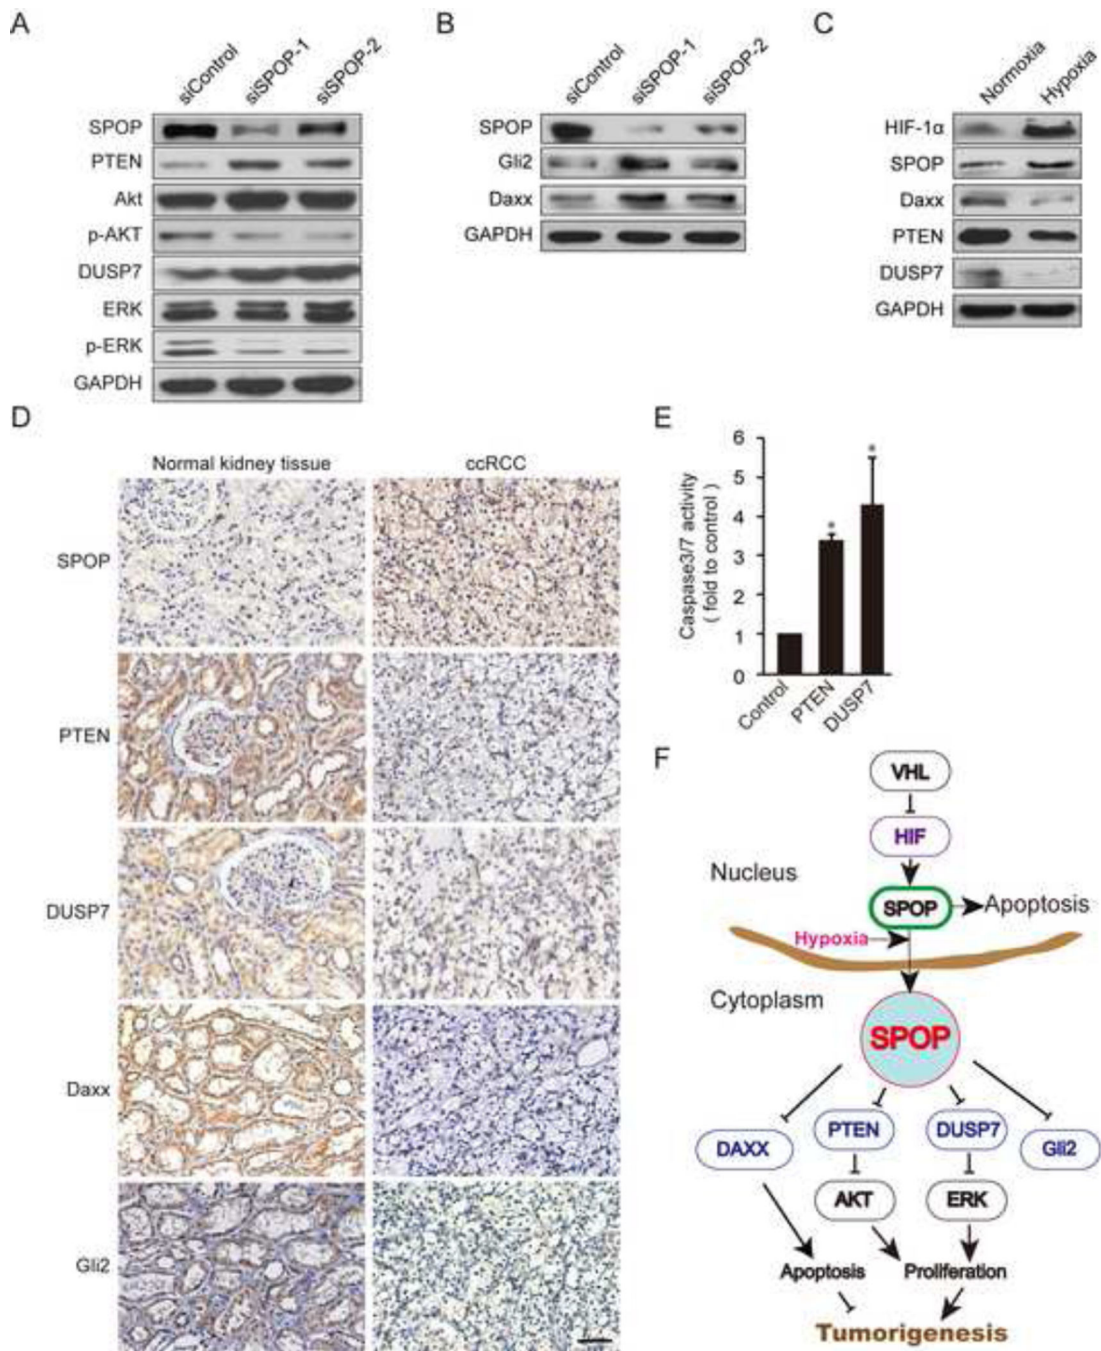 A
siControl
siSPOP-1
siSPOP-2
SPOP
PTEN
Akt
p-AKT
DUSP7
ERK
p-ERK
GAPDH
B
siControl
siSPOP-1
siSPOP-2
SPOP
Gli2
Daxx
GAPDH
C
Normoxia
Hypoxia
HIF-1α
SPOP
Daxx
PTEN
DUSP7
GAPDH
D
Normal kidney tissue
ccRCC
SPOP
PTEN
DUSP7
Daxx
Gli2
E
Caspase3/7 activity
( fold to control )
6
5
4
3
2
1
0
*
*
Control
PTEN
DUSP7
F
VHL
HIF
Nucleus
SPOP
Apoptosis
Hypoxia
Cytoplasm
SPOP
DAXX
PTEN
DUSP7
Gli2
AKT
ERK
Apoptosis
Prolliferation
Tumorigenesis